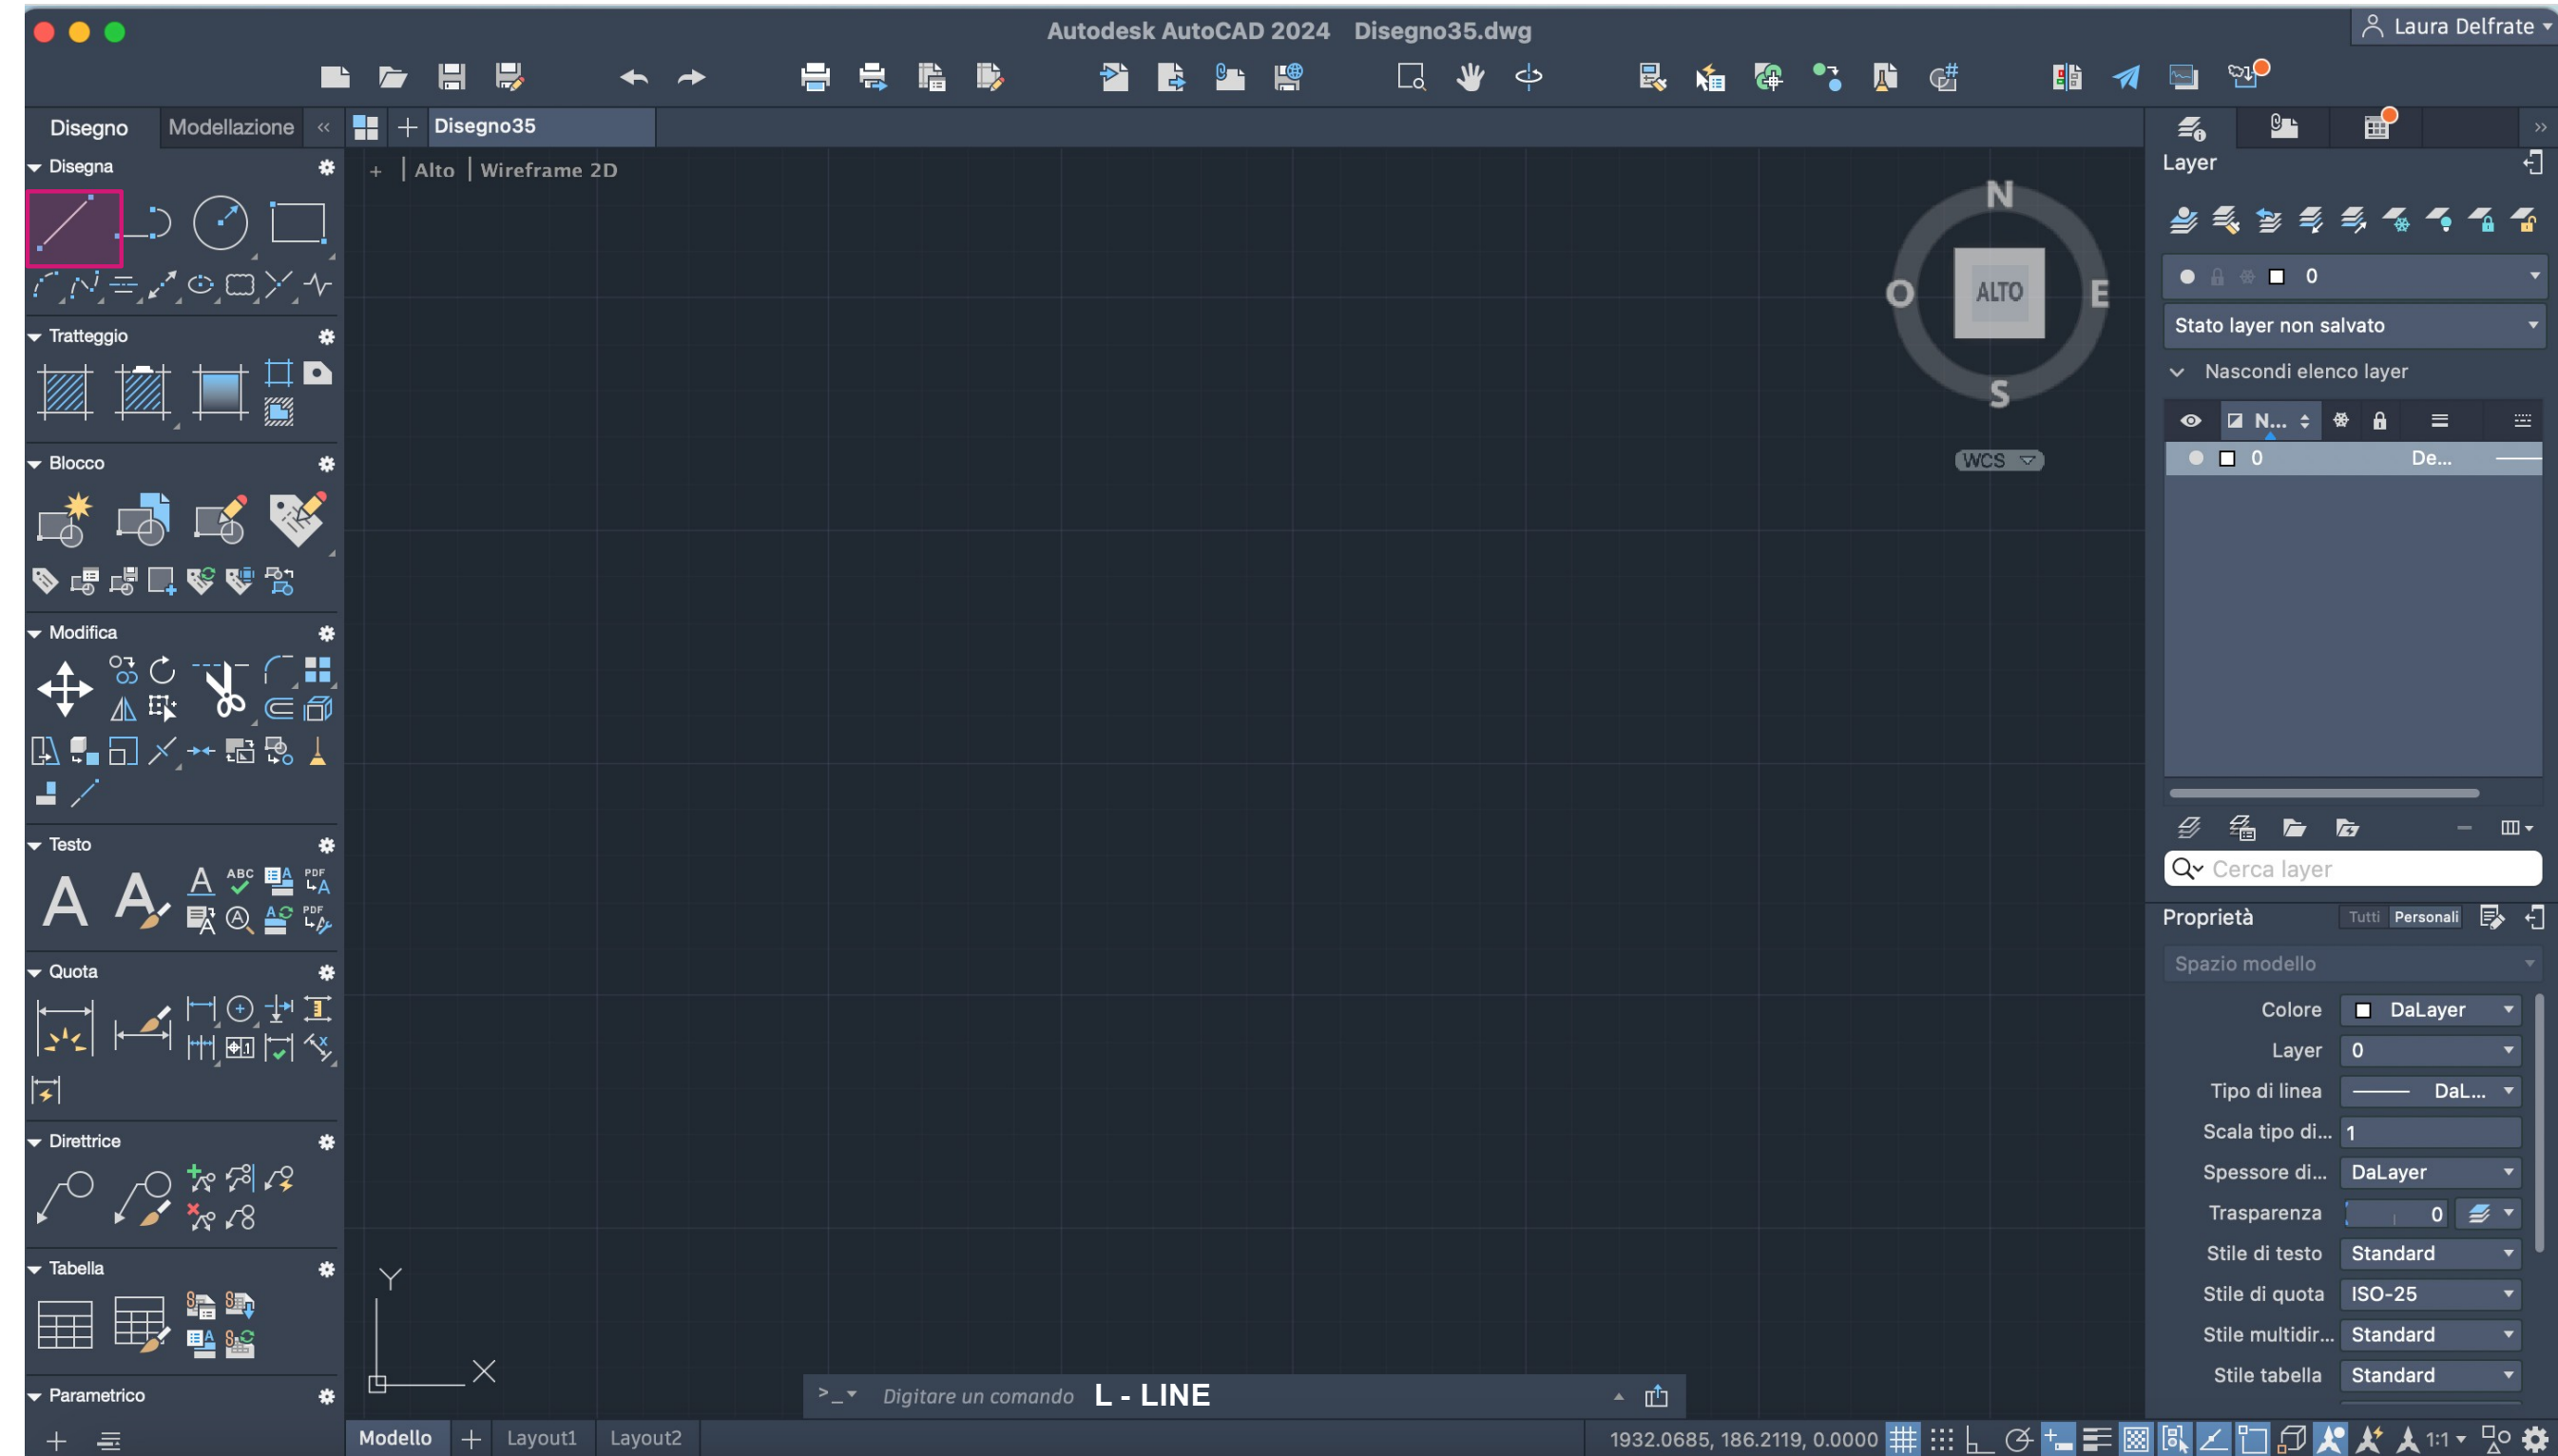 Autodesk AutoCAD 2024 Disegno35.dwg
Laura Delfrate
Disegno
Modellazione
Disegno35
Disegna
+ | Alto | Wireframe 2D
Tratteggio
Blocco
Modifica
Testo
A A A ABC A PDF A
A A A PDF A
Quota
.1 x
Direttrice
Tabella
Parametrico
N
O ALTO E
S
WCS
Y
X
>_ Digitare un comando L - LINE
Modello
Layout1
Layout2
1932.0685, 186.2119, 0.0000
1:1
Layer
0
Stato layer non salvato
Nascondi elenco layer
N...
0 De...
Cerca layer
Proprietà Tutti Personali
Spazio modello
Colore DaLayer
Layer 0
Tipo di linea DaL...
Scala tipo di... 1
Spessore di... DaLayer
Trasparenza 0
Stile di testo Standard
Stile di quota ISO-25
Stile multidir... Standard
Stile tabella Standard